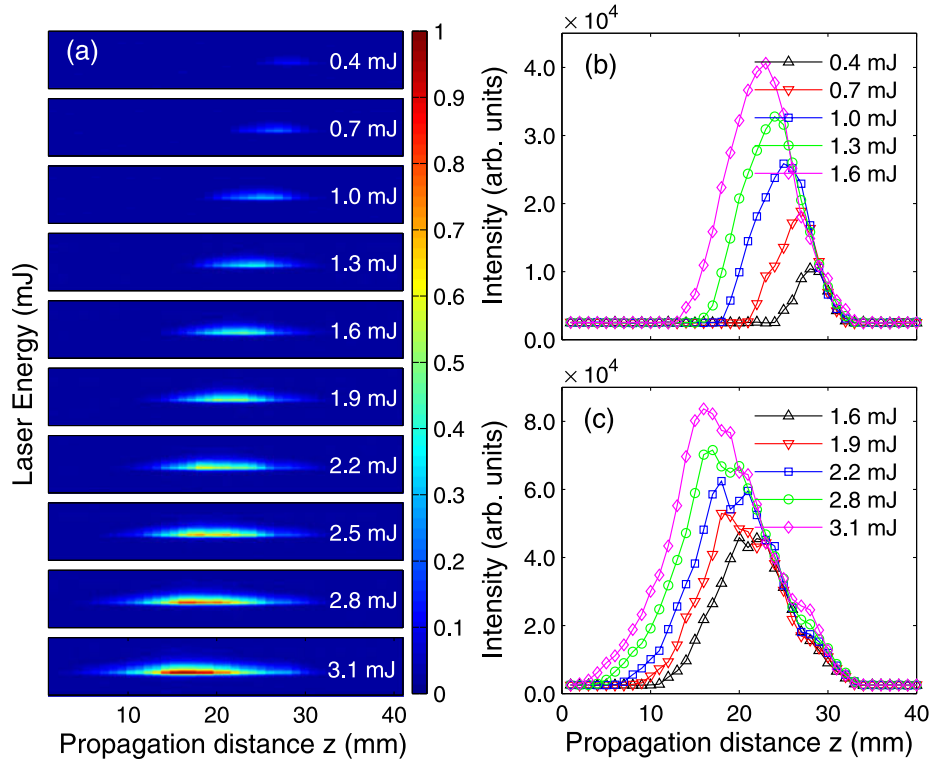 (a)
Laser Energy (mJ)
0.4 mJ
0.7 mJ
1.0 mJ
1.3 mJ
1.6 mJ
1.9 mJ
2.2 mJ
2.5 mJ
2.8 mJ
3.1 mJ
10 20 30 40
Propagation distance z (mm)
1
0.9
0.8
0.7
0.6
0.5
0.4
0.3
0.2
0.1
0
× 10⁴
(b)
Intensity (arb. units)
4.0
3.0
2.0
1.0
0.0
0.4 mJ
0.7 mJ
1.0 mJ
1.3 mJ
1.6 mJ
0 10 20 30 40
× 10⁴
(c)
Intensity (arb. units)
8.0
6.0
4.0
2.0
0.0
1.6 mJ
1.9 mJ
2.2 mJ
2.8 mJ
3.1 mJ
0 10 20 30 40
Propagation distance z (mm)